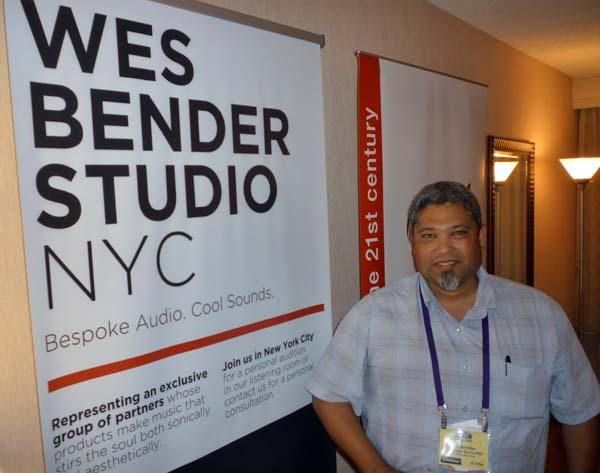 WES
BENDER
STUDIO
NYC
Bespoke Audio. Cool Sounds.
Representing an exclusive
group of partners whose
products make music that
stirs the soul both sonically
aesthetically.
Join us in New York City
for a personal audition
in our listening room or
contact us for a personal
consultation.
21st century
Bender